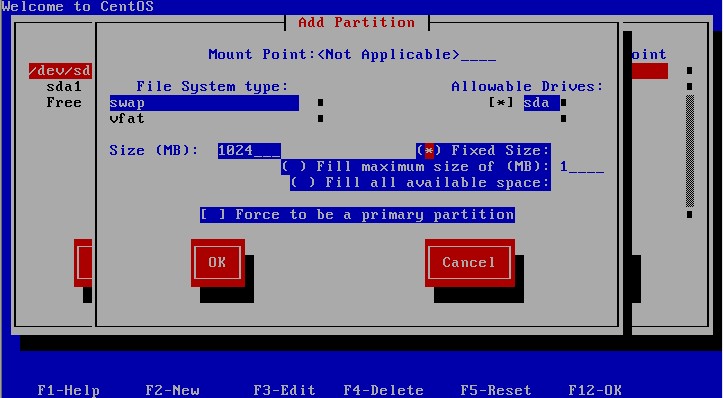 Welcome to CentOS
Add Partition
Mount Point:<Not Applicable>____
oint
/dev/sd
File System type:
Allowable Drives:
sda1
swap
[*] sda
Free
vfat
Size (MB): 1024___
(*) Fixed Size:
( ) Fill maximum size of (MB): 1____
( ) Fill all available space:
[ ] Force to be a primary partition
OK
Cancel
F1-Help F2-New F3-Edit F4-Delete F5-Reset F12-OK